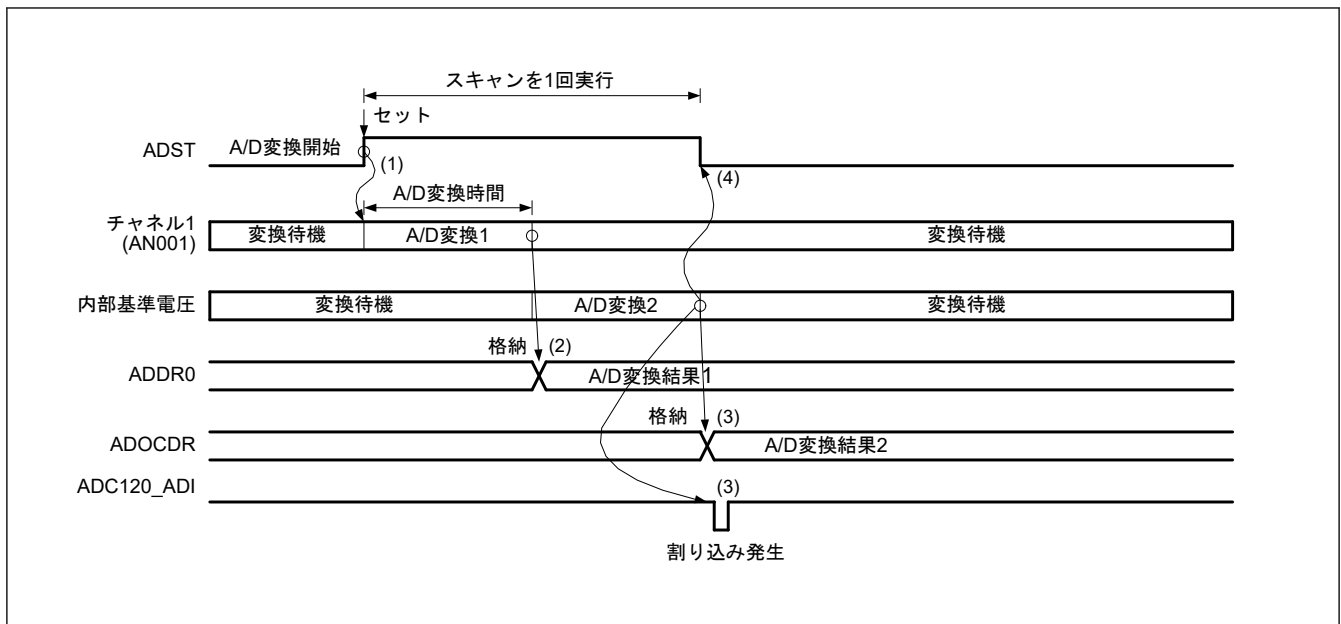 スキャンを1回実行
セット
ADST
A/D変換開始
(1)
(4)
A/D変換時間
チャネル1
(AN001)
変換待機
A/D変換1
変換待機
内部基準電圧
変換待機
A/D変換2
変換待機
格納
(2)
ADDR0
A/D変換結果1
格納
(3)
ADOCDR
A/D変換結果2
ADC120_ADI
(3)
割り込み発生